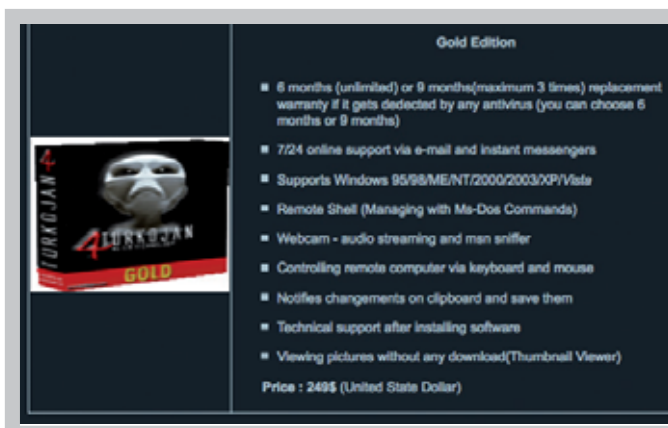 Gold Edition
6 months (unlimited) or 9 months(maximum 3 times) replacement
warranty if it gets dedected by any antivirus (you can choose 6
months or 9 months)
7/24 online support via e-mail and instant messengers
Supports Windows 95/98/ME/NT/2000/2003/XP/Vista
Remote Shell (Managing with Ms-Dos Commands)
Webcam - audio streaming and msn sniffer
Controlling remote computer via keyboard and mouse
Notifies changements on clipboard and save them
Technical support after installing software
Viewing pictures without any download(Thumbnail Viewer)
Price : 249$ (United State Dollar)
4 TURKOJAN
4 TURKOJAN
GOLD